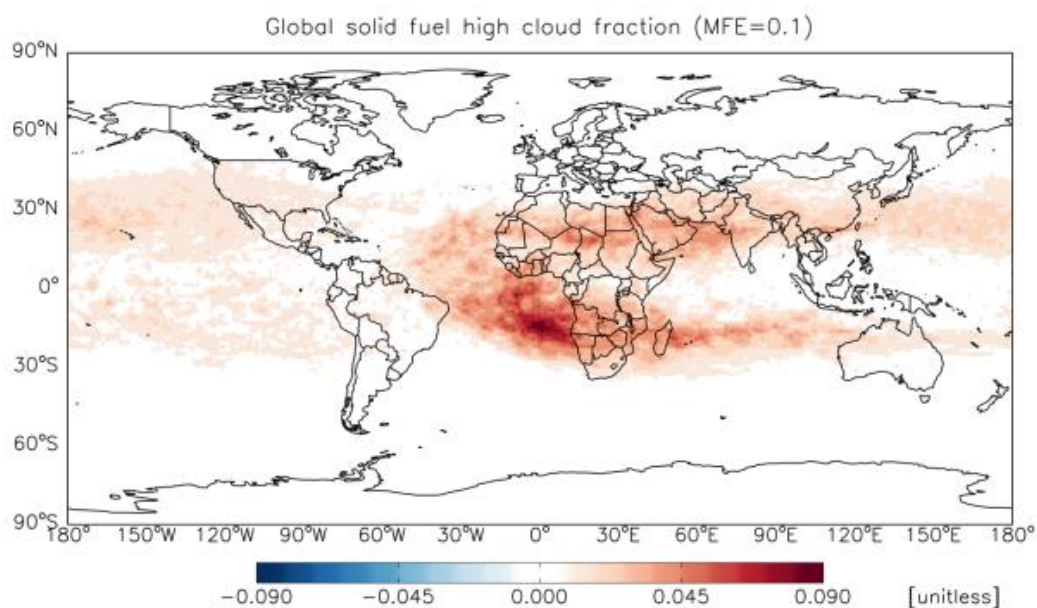 Global solid fuel high cloud fraction (MFE=0.1)
90°N
60°N
30°N
0°
30°S
60°S
90°S
180° 150°W 120°W 90°W 60°W 30°W 0° 30°E 60°E 90°E 120°E 150°E 180°
-0.090 -0.045 0.000 0.045 0.090 [unitless]